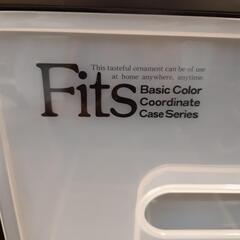 This tasteful ornament can be of use
at home anywhere, anytime.
Fits
Basic Color
Coordinate
Case Series